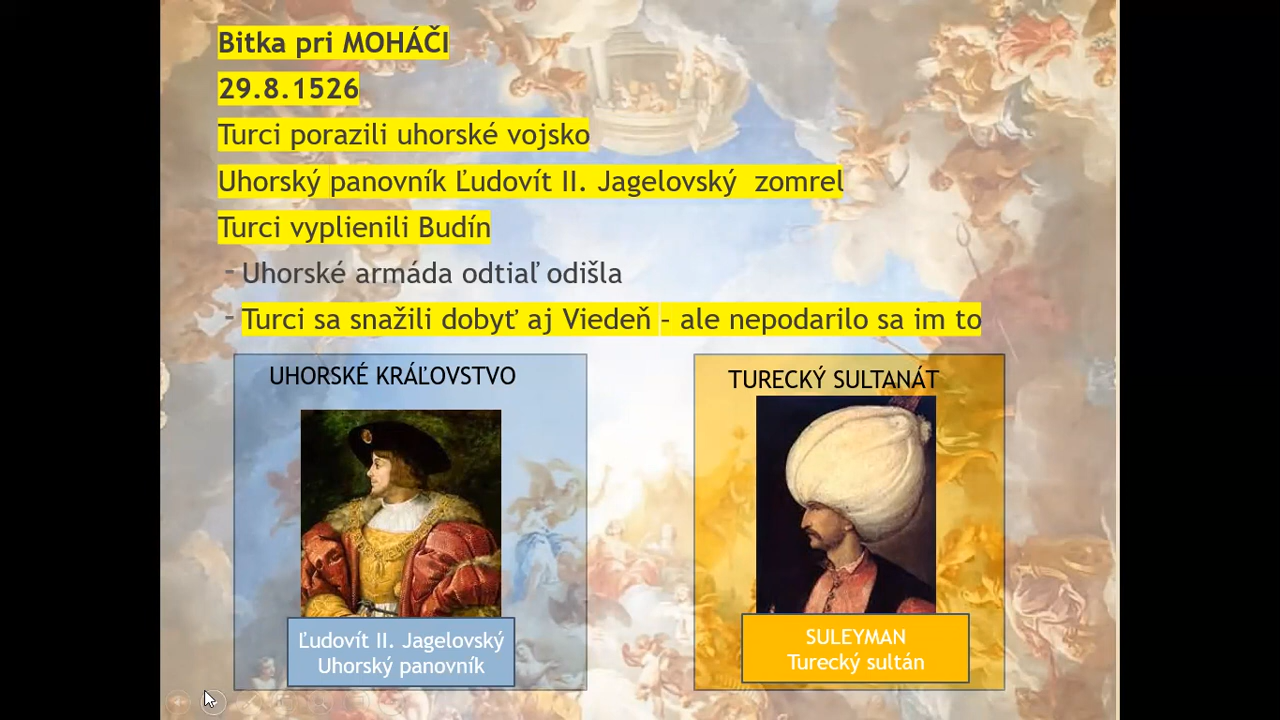 Bitka pri MOHÁČI
29.8.1526
Turci porazili uhorské vojsko
Uhorský panovník Ľudovít II. Jagelovský zomrel
Turci vyplienili Budín
- Uhorské armáda odtiaľ odišla
- Turci sa snažili dobyť aj Viedeň – ale nepodarilo sa im to
UHORSKÉ KRÁĽOVSTVO
Ľudovít II. Jagelovský
Uhorský panovník
TURECKÝ SULTANÁT
SULEYMAN
Turecký sultán